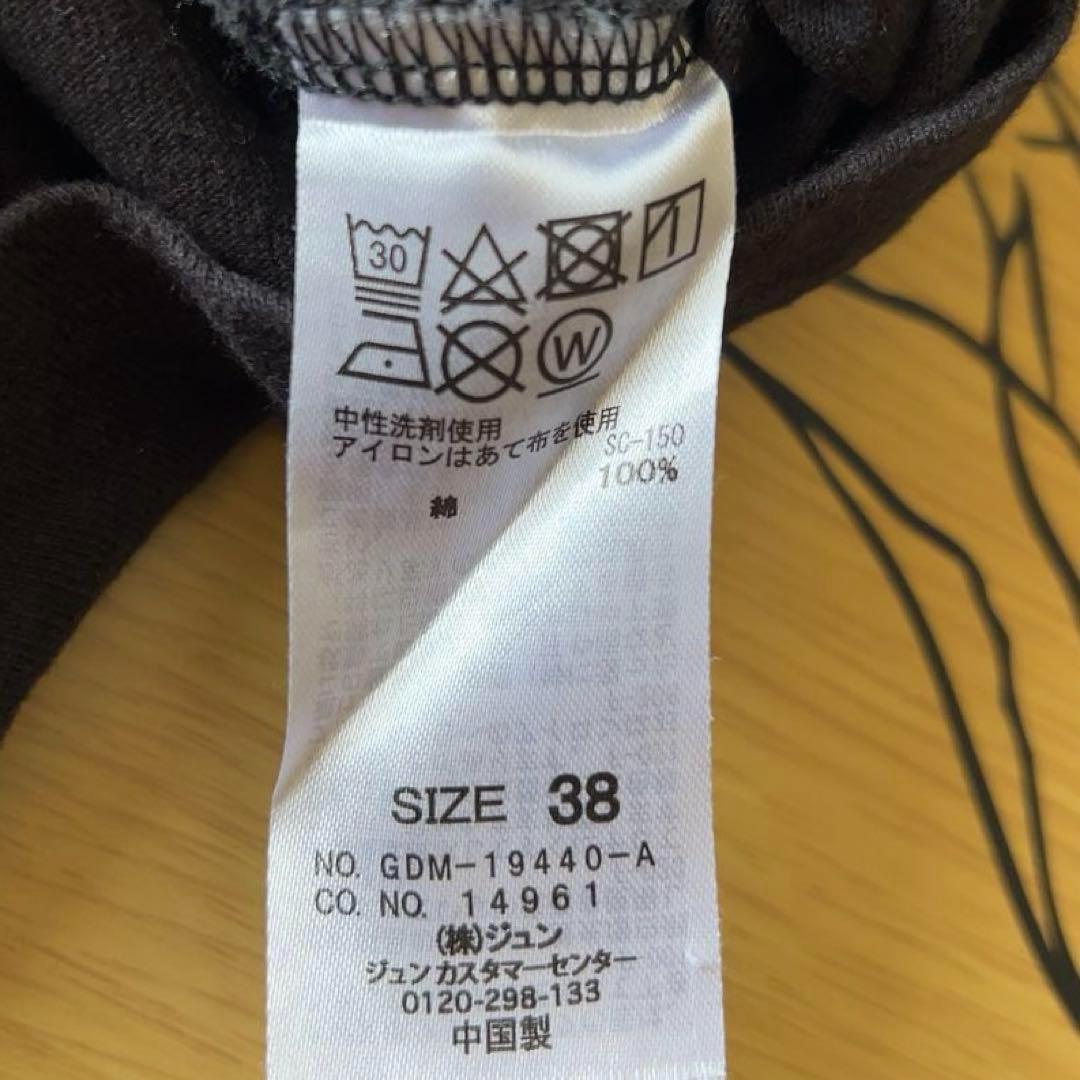 30
W
中性洗剤使用
アイロンはあて布を使用
SC-150
綿 100%
SIZE 38
NO. GDM-19440-A
CO. NO. 14961
(株)ジュン
ジュンカスタマーセンター
0120-298-133
中国製